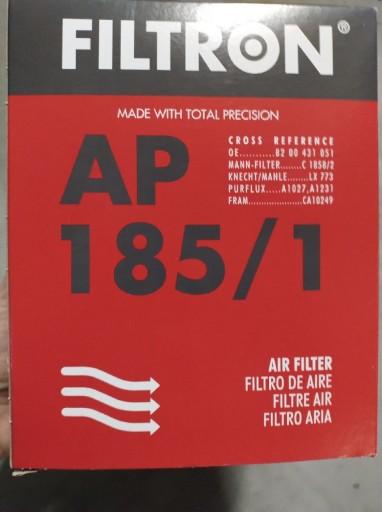 FILTRON®
MADE WITH TOTAL PRECISION
AP
185/1
CROSS REFERENCE
OE..........82 00 431 051
MANN-FILTER........C 1858/2
KNECHT/MAHLE........LX 773
PURFLUX.....A1027,A1231
FRAM.....................CA10249
AIR FILTER
FILTRO DE AIRE
FILTRE AIR
FILTRO ARIA